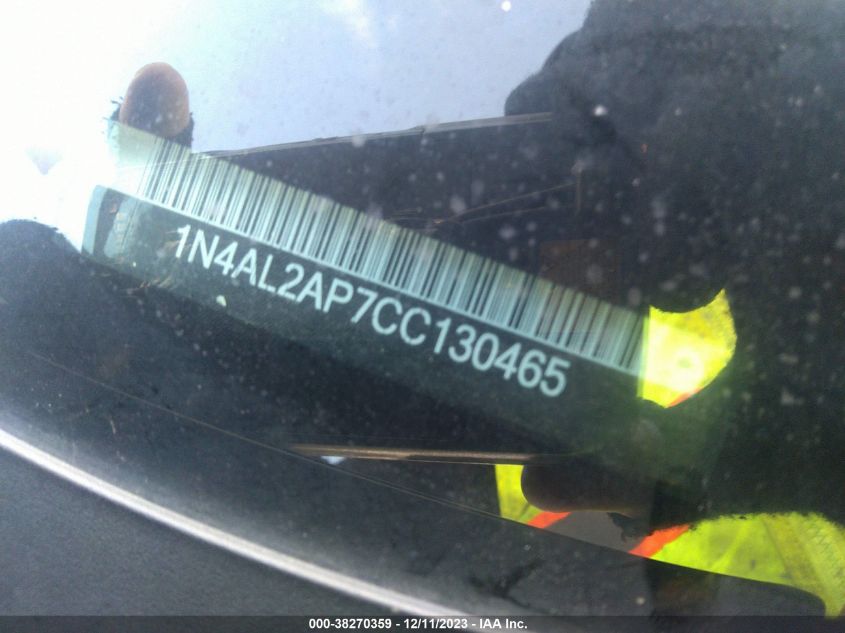 1N4AL2AP7CC130465
000-38270359 - 12/11/2023 - IAA Inc.